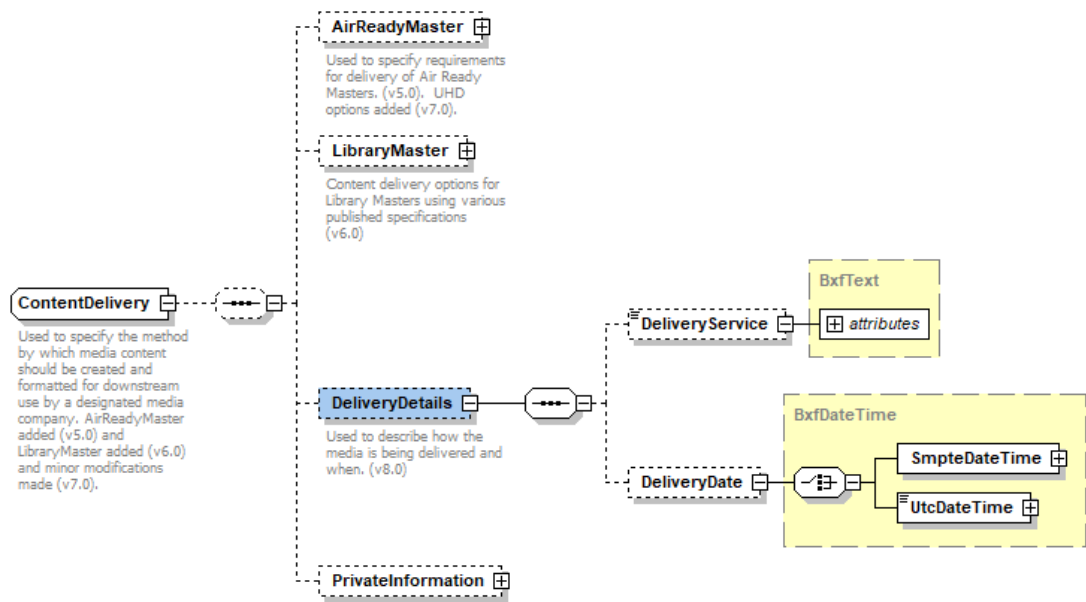 AirReadyMaster
Used to specify requirements
for delivery of Air Ready
Masters. (v5.0).  UHD
options added (v7.0).
LibraryMaster
Content delivery options for
Library Masters using various
published specifications
(v6.0)
ContentDelivery
Used to specify the method
by which media content
should be created and
formatted for downstream
use by a designated media
company. AirReadyMaster
added (v5.0) and
LibraryMaster added (v6.0)
and minor modifications
made (v7.0).
DeliveryDetails
Used to describe how the
media is being delivered and
when. (v8.0)
BxfText
DeliveryService
attributes
BxfDateTime
DeliveryDate
SmpteDateTime
UtcDateTime
PrivateInformation